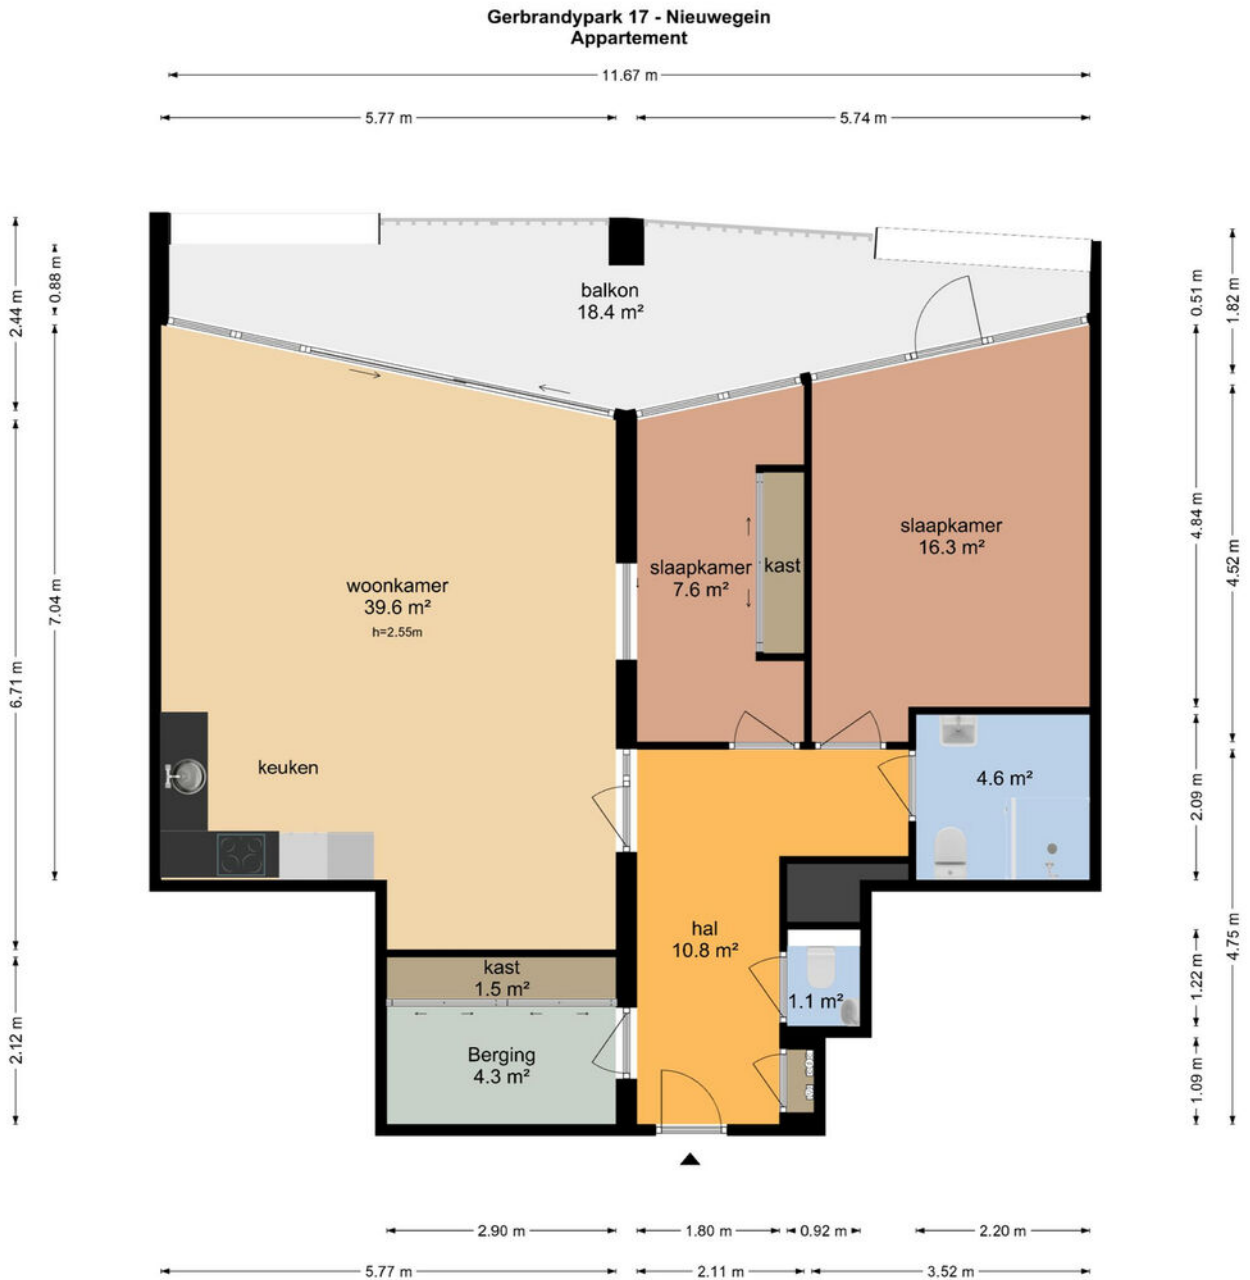 Gerbrandypark 17 - Nieuwegein
Appartement
11.67 m
5.77 m
5.74 m
2.44 m
0.88 m
0.51 m
1.82 m
balkon
18.4 m²
7.04 m
6.71 m
4.84 m
4.52 m
woonkamer
39.6 m²
h=2.55m
slaapkamer
7.6 m²
kast
slaapkamer
16.3 m²
keuken
4.6 m²
2.09 m
hal
10.8 m²
kast
1.5 m²
1.1 m²
1.22 m
4.75 m
2.12 m
Berging
4.3 m²
1.09 m
2.90 m
1.80 m
0.92 m
2.20 m
5.77 m
2.11 m
3.52 m